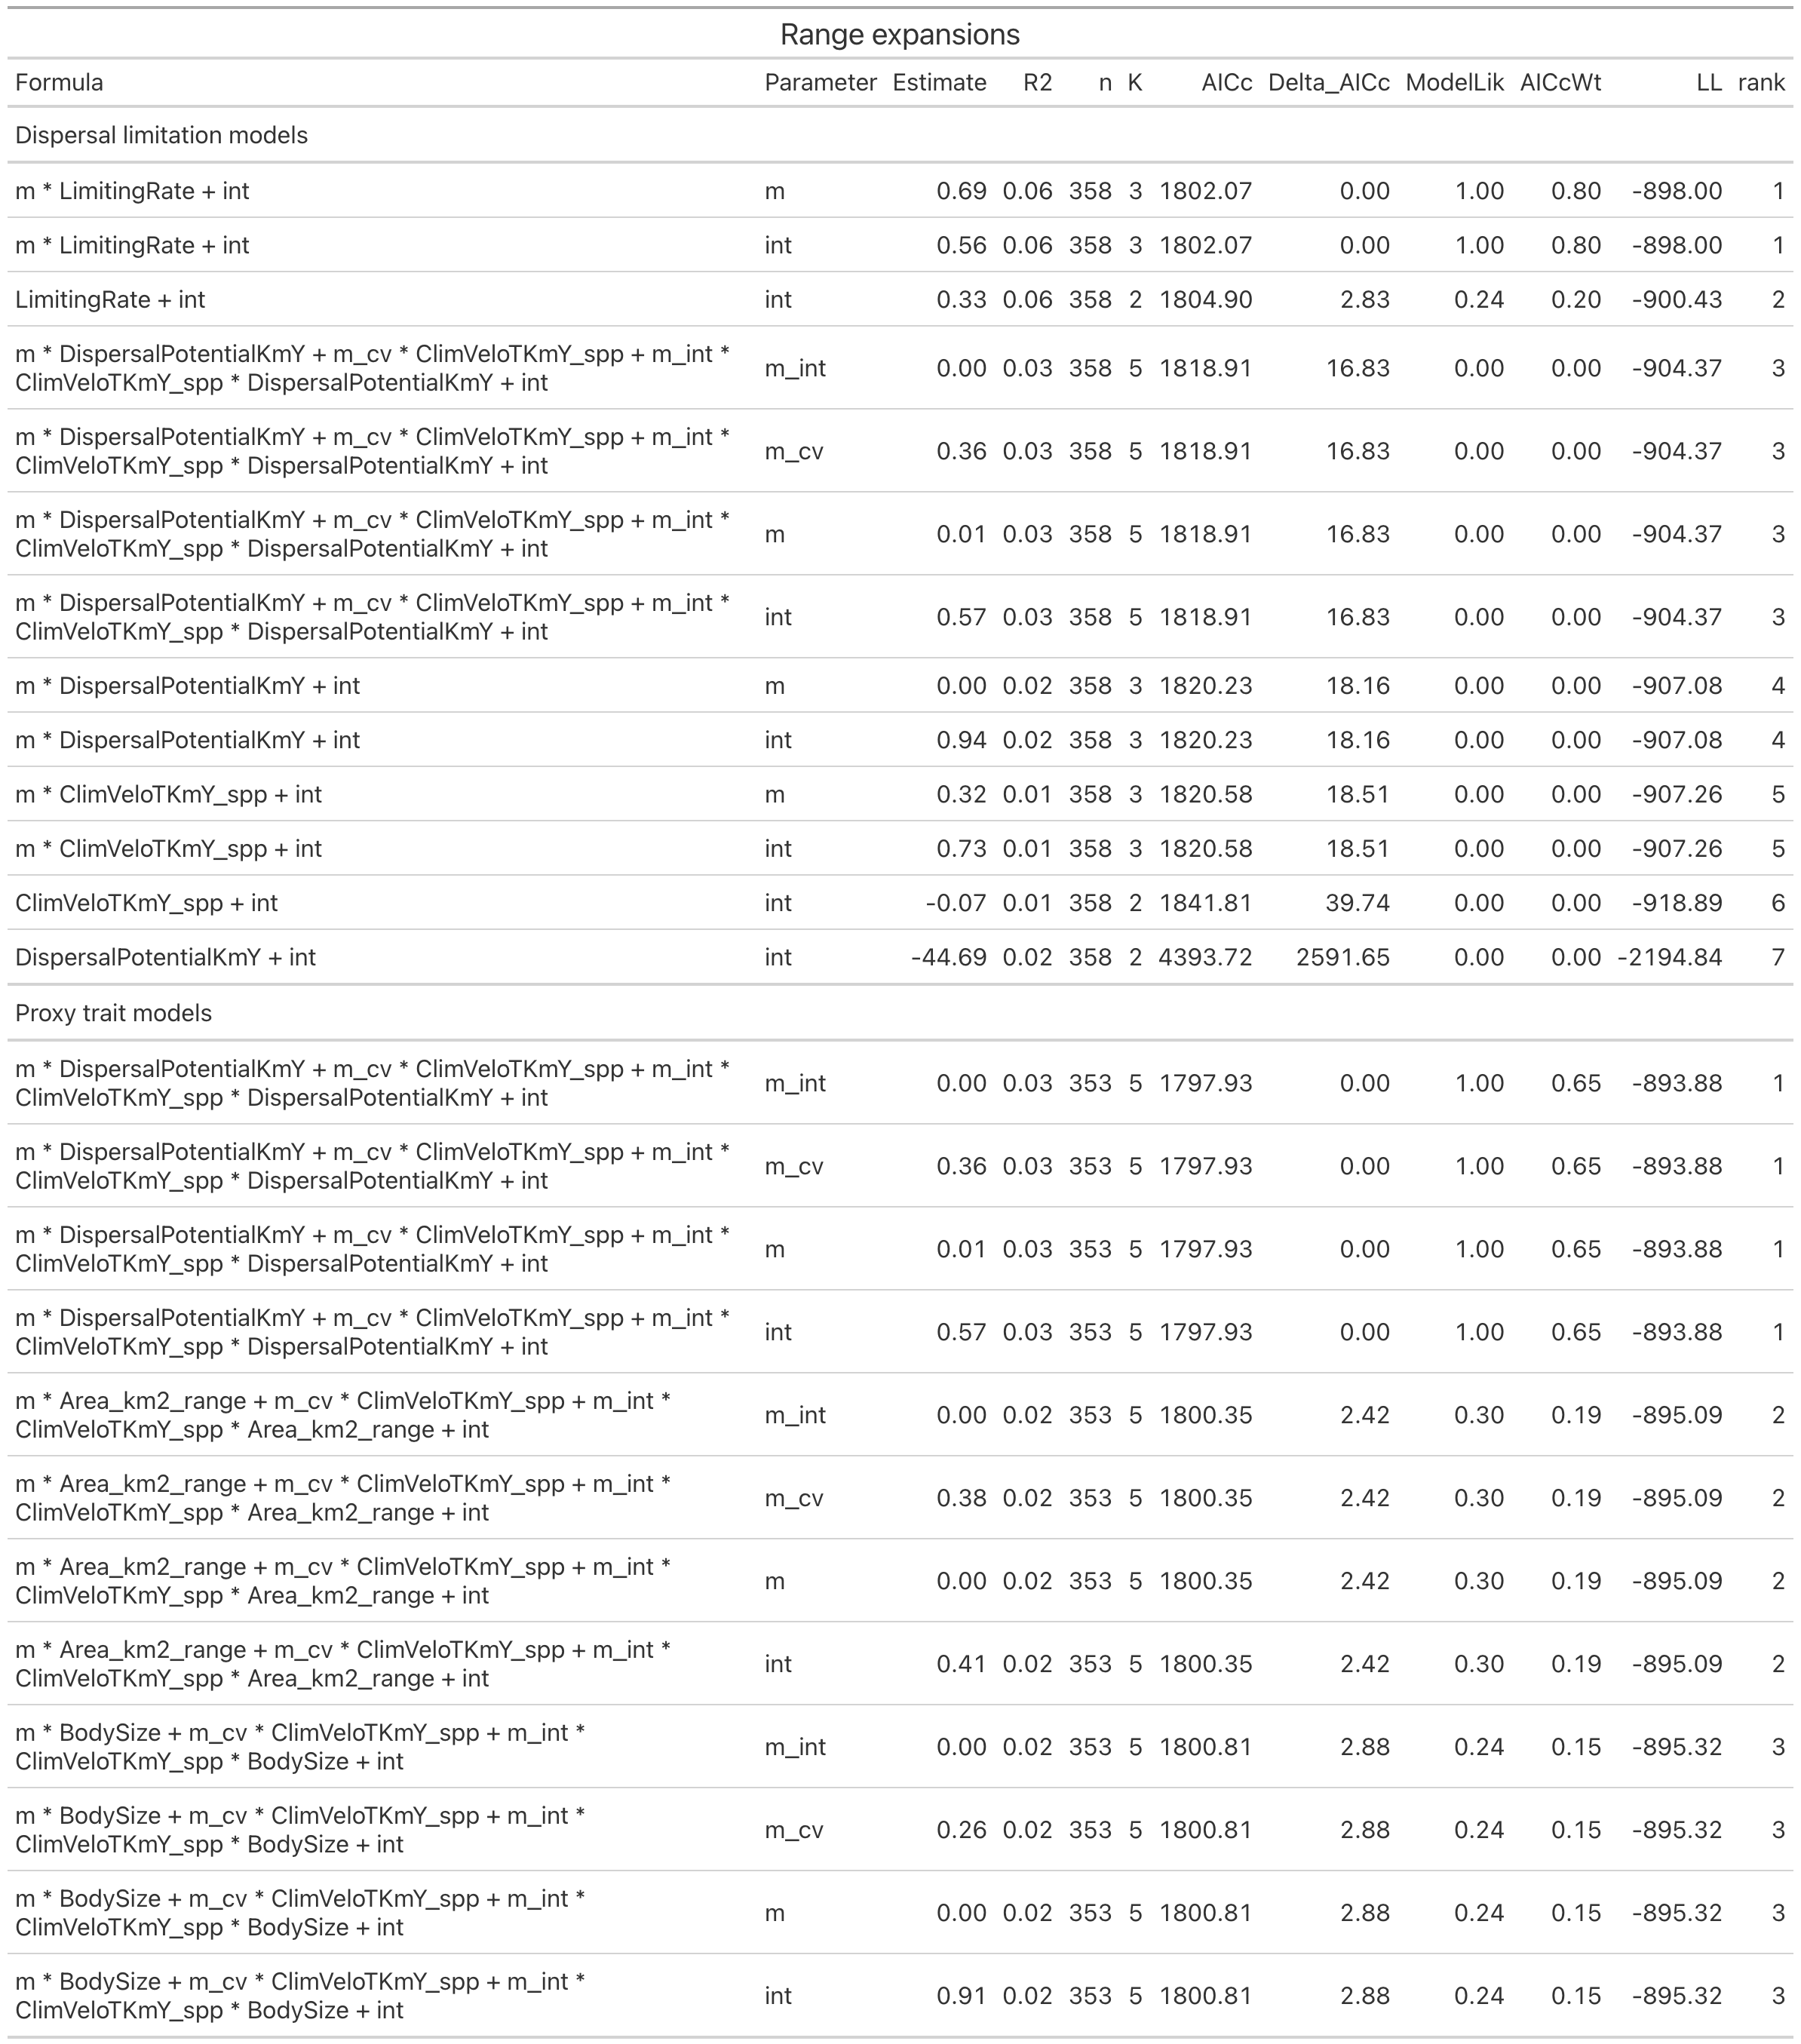 Range expansions
Formula Parameter Estimate R2 n K AICc Delta_AICc ModelLik AICcWt LL rank
Dispersal limitation models
m * LimitingRate + int m 0.69 0.06 358 3 1802.07 0.00 1.00 0.80 -898.00 1
m * LimitingRate + int int 0.56 0.06 358 3 1802.07 0.00 1.00 0.80 -898.00 1
LimitingRate + int int 0.33 0.06 358 2 1804.90 2.83 0.24 0.20 -900.43 2
m * DispersalPotentialKmY + m_cv * ClimVeloTKmY_spp + m_int *
ClimVeloTKmY_spp * DispersalPotentialKmY + int m_int 0.00 0.03 358 5 1818.91 16.83 0.00 0.00 -904.37 3
m * DispersalPotentialKmY + m_cv * ClimVeloTKmY_spp + m_int *
ClimVeloTKmY_spp * DispersalPotentialKmY + int m_cv 0.36 0.03 358 5 1818.91 16.83 0.00 0.00 -904.37 3
m * DispersalPotentialKmY + m_cv * ClimVeloTKmY_spp + m_int *
ClimVeloTKmY_spp * DispersalPotentialKmY + int m 0.01 0.03 358 5 1818.91 16.83 0.00 0.00 -904.37 3
m * DispersalPotentialKmY + m_cv * ClimVeloTKmY_spp + m_int *
ClimVeloTKmY_spp * DispersalPotentialKmY + int int 0.57 0.03 358 5 1818.91 16.83 0.00 0.00 -904.37 3
m * DispersalPotentialKmY + int m 0.00 0.02 358 3 1820.23 18.16 0.00 0.00 -907.08 4
m * DispersalPotentialKmY + int int 0.94 0.02 358 3 1820.23 18.16 0.00 0.00 -907.08 4
m * ClimVeloTKmY_spp + int m 0.32 0.01 358 3 1820.58 18.51 0.00 0.00 -907.26 5
m * ClimVeloTKmY_spp + int int 0.73 0.01 358 3 1820.58 18.51 0.00 0.00 -907.26 5
ClimVeloTKmY_spp + int int -0.07 0.01 358 2 1841.81 39.74 0.00 0.00 -918.89 6
DispersalPotentialKmY + int int -44.69 0.02 358 2 4393.72 2591.65 0.00 0.00 -2194.84 7
Proxy trait models
m * DispersalPotentialKmY + m_cv * ClimVeloTKmY_spp + m_int *
ClimVeloTKmY_spp * DispersalPotentialKmY + int m_int 0.00 0.03 353 5 1797.93 0.00 1.00 0.65 -893.88 1
m * DispersalPotentialKmY + m_cv * ClimVeloTKmY_spp + m_int *
ClimVeloTKmY_spp * DispersalPotentialKmY + int m_cv 0.36 0.03 353 5 1797.93 0.00 1.00 0.65 -893.88 1
m * DispersalPotentialKmY + m_cv * ClimVeloTKmY_spp + m_int *
ClimVeloTKmY_spp * DispersalPotentialKmY + int m 0.01 0.03 353 5 1797.93 0.00 1.00 0.65 -893.88 1
m * DispersalPotentialKmY + m_cv * ClimVeloTKmY_spp + m_int *
ClimVeloTKmY_spp * DispersalPotentialKmY + int int 0.57 0.03 353 5 1797.93 0.00 1.00 0.65 -893.88 1
m * Area_km2_range + m_cv * ClimVeloTKmY_spp + m_int *
ClimVeloTKmY_spp * Area_km2_range + int m_int 0.00 0.02 353 5 1800.35 2.42 0.30 0.19 -895.09 2
m * Area_km2_range + m_cv * ClimVeloTKmY_spp + m_int *
ClimVeloTKmY_spp * Area_km2_range + int m_cv 0.38 0.02 353 5 1800.35 2.42 0.30 0.19 -895.09 2
m * Area_km2_range + m_cv * ClimVeloTKmY_spp + m_int *
ClimVeloTKmY_spp * Area_km2_range + int m 0.00 0.02 353 5 1800.35 2.42 0.30 0.19 -895.09 2
m * Area_km2_range + m_cv * ClimVeloTKmY_spp + m_int *
ClimVeloTKmY_spp * Area_km2_range + int int 0.41 0.02 353 5 1800.35 2.42 0.30 0.19 -895.09 2
m * BodySize + m_cv * ClimVeloTKmY_spp + m_int *
ClimVeloTKmY_spp * BodySize + int m_int 0.00 0.02 353 5 1800.81 2.88 0.24 0.15 -895.32 3
m * BodySize + m_cv * ClimVeloTKmY_spp + m_int *
ClimVeloTKmY_spp * BodySize + int m_cv 0.26 0.02 353 5 1800.81 2.88 0.24 0.15 -895.32 3
m * BodySize + m_cv * ClimVeloTKmY_spp + m_int *
ClimVeloTKmY_spp * BodySize + int m 0.00 0.02 353 5 1800.81 2.88 0.24 0.15 -895.32 3
m * BodySize + m_cv * ClimVeloTKmY_spp + m_int *
ClimVeloTKmY_spp * BodySize + int int 0.91 0.02 353 5 1800.81 2.88 0.24 0.15 -895.32 3